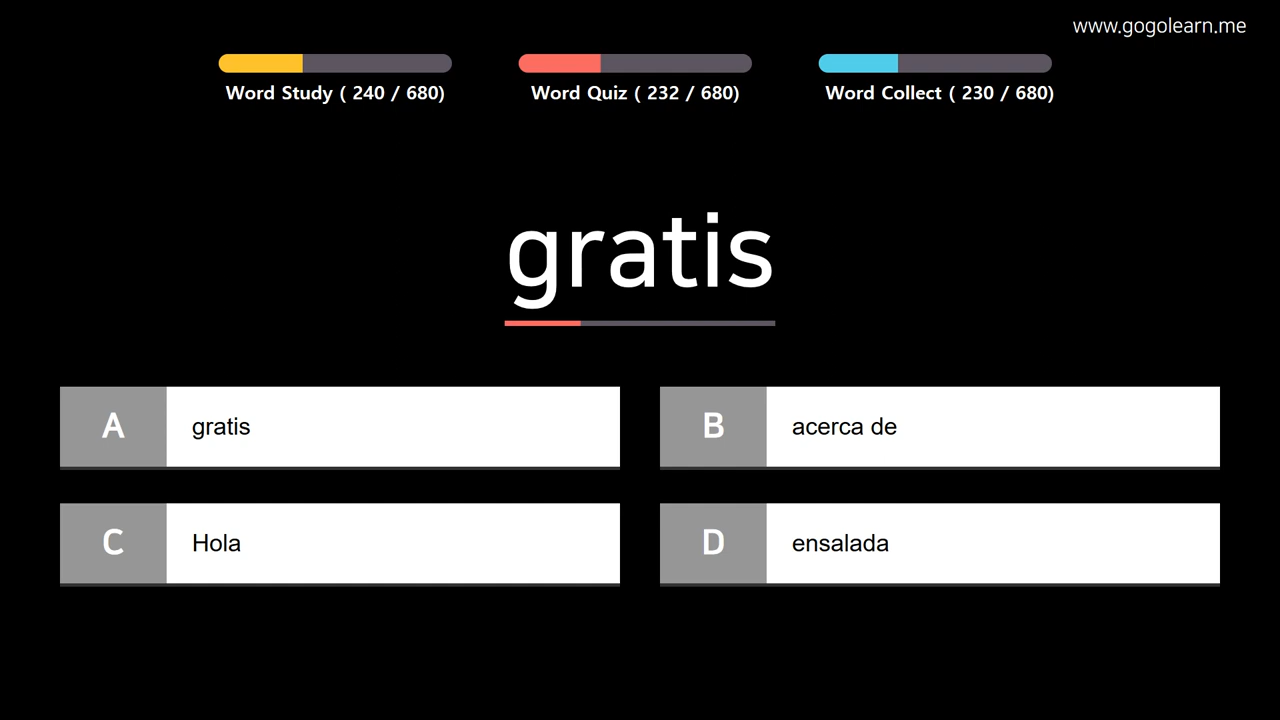 www.gogolearn.me
Word Study ( 240 / 680)
Word Quiz ( 232 / 680)
Word Collect ( 230 / 680)
gratis
A
gratis
B
acerca de
C
Hola
D
ensalada